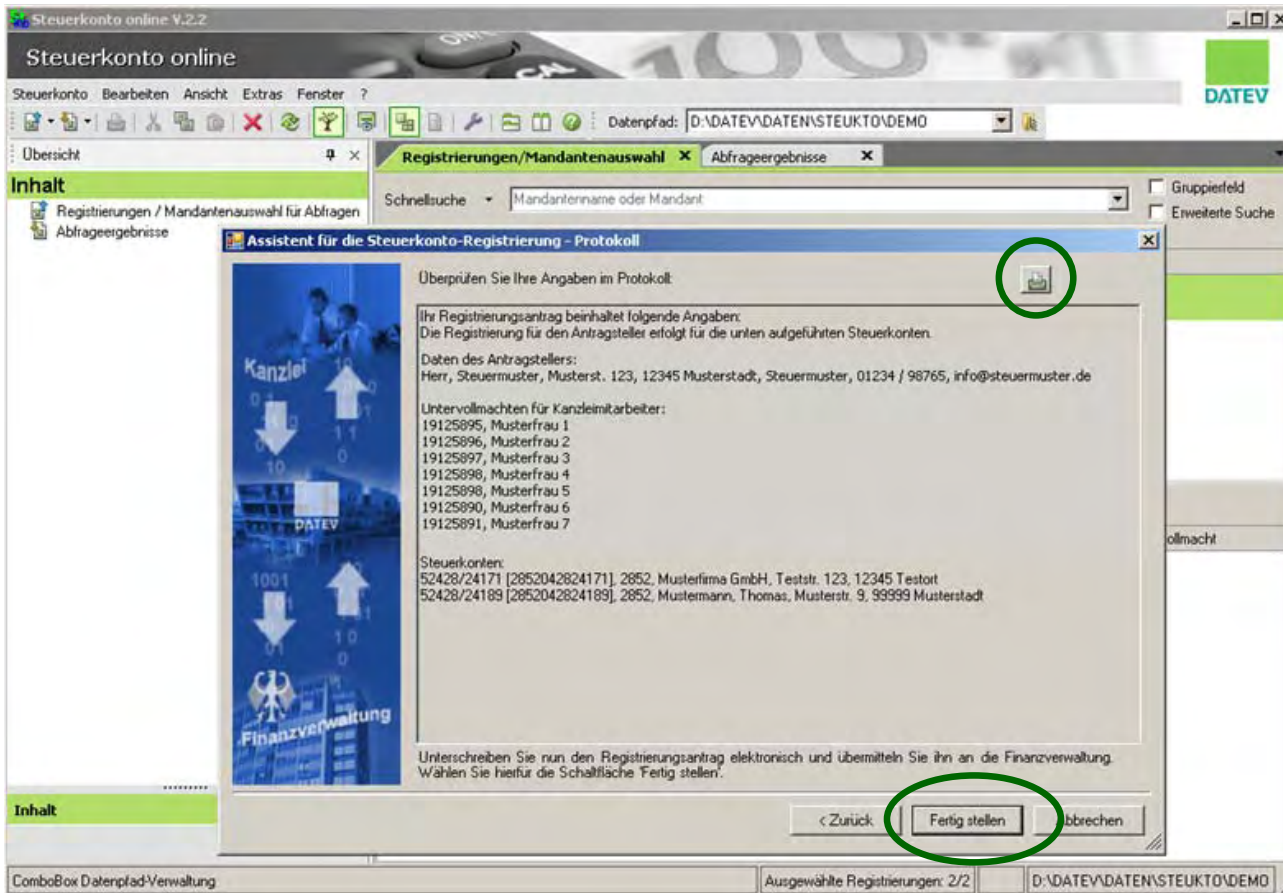 Steuerkonto online V.2.2
Steuerkonto online
DATEV
Steuerkonto Bearbeiten Ansicht Extras Fenster ?
Datenpfad: D:\DATEV\DATEN\STEUKTO\DEMO
Übersicht
Registrierungen/Mandantenauswahl
Abfrageergebnisse
Inhalt
Registrierungen / Mandantenauswahl für Abfragen
Abfrageergebnisse
Schnellsuche
Mandantenname oder Mandant
Gruppierfeld
Erweiterte Suche
Assistent für die Steuerkonto-Registrierung - Protokoll
Überprüfen Sie Ihre Angaben im Protokoll:
Ihr Registrierungsantrag beinhaltet folgende Angaben:
Die Registrierung für den Antragsteller erfolgt für die unten aufgeführten Steuerkonten.
Daten des Antragstellers:
Herr, Steuermuster, Musterst. 123, 12345 Musterstadt, Steuermuster, 01234 / 98765, info@steuermuster.de
Untervollmachten für Kanzleimitarbeiter:
19125895, Musterfrau 1
19125896, Musterfrau 2
19125897, Musterfrau 3
19125898, Musterfrau 4
19125898, Musterfrau 5
19125890, Musterfrau 6
19125891, Musterfrau 7
Steuerkonten:
52428/24171 [2852042824171], 2852, Musterfirma GmbH, Teststr. 123, 12345 Testort
52428/24189 [2852042824189], 2852, Mustermann, Thomas, Musterstr. 9, 99999 Musterstadt
Kanzlei
DATEV
1001
Finanzverwaltung
ollmacht
Unterschreiben Sie nun den Registrierungsantrag elektronisch und übermitteln Sie ihn an die Finanzverwaltung.
Wählen Sie hierfür die Schaltfläche 'Fertig stellen'.
< Zurück
Fertig stellen
bbrechen
Inhalt
ComboBox Datenpfad-Verwaltung
Ausgewählte Registrierungen: 2/2
D:\DATEV\DATEN\STEUKTO\DEMO